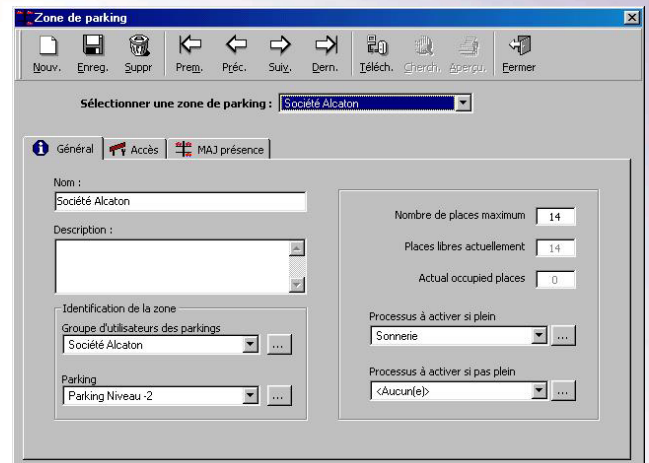 Zone de parking
Nouv. Enreg. Suppr Prem. Préc. Suiv. Dern. Téléch. Cherch. Aperçu. Fermer
Sélectionner une zone de parking : Société Alcaton
Général Accès MAJ présence
Nom :
Société Alcaton
Description :
Identification de la zone
Groupe d'utilisateurs des parkings
Société Alcaton ...
Parking
Parking Niveau -2 ...
Nombre de places maximum 14
Places libres actuellement 14
Actual occupied places 0
Processus à activer si plein
Sonnerie ...
Processus à activer si pas plein
<Aucun(e)> ...